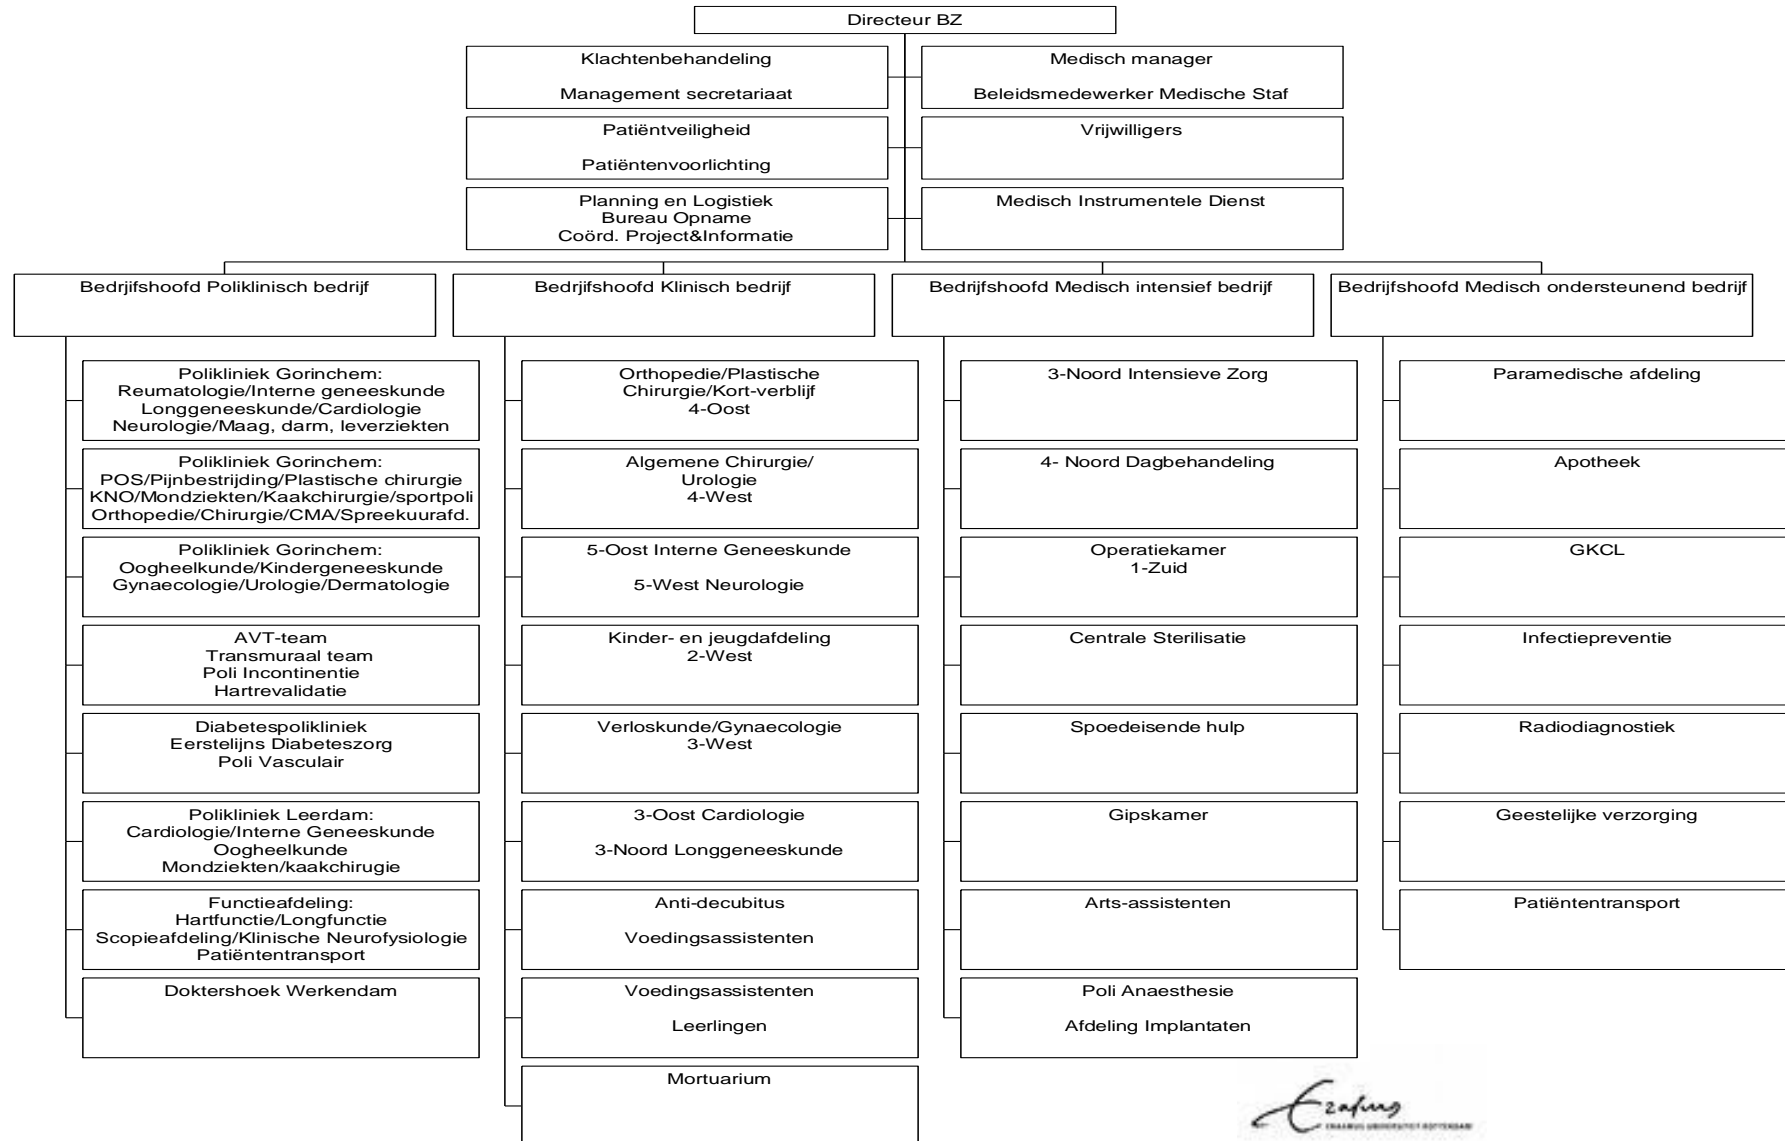 Directeur BZ
Klachtenbehandeling
Management secretariaat
Medisch manager
Beleidsmedewerker Medische Staf
Patiëntveiligheid
Patiëntenvoorlichting
Vrijwilligers
Planning en Logistiek
Bureau Opname
Coörd. Project&Informatie
Medisch Instrumentele Dienst
Bedrjifshoofd Poliklinisch bedrijf
Bedrjifshoofd Klinisch bedrijf
Bedrijfshoofd Medisch intensief bedrijf
Bedrijfshoofd Medisch ondersteunend bedrijf
Polikliniek Gorinchem:
Reumatologie/Interne geneeskunde
Longgeneeskunde/Cardiologie
Neurologie/Maag, darm, leverziekten
Polikliniek Gorinchem:
POS/Pijnbestrijding/Plastische chirurgie
KNO/Mondziekten/Kaakchirurgie/sportpoli
Orthopedie/Chirurgie/CMA/Spreekuurafd.
Polikliniek Gorinchem:
Oogheelkunde/Kindergeneeskunde
Gynaecologie/Urologie/Dermatologie
AVT-team
Transmuraal team
Poli Incontinentie
Hartrevalidatie
Diabetespolikliniek
Eerstelijns Diabeteszorg
Poli Vasculair
Polikliniek Leerdam:
Cardiologie/Interne Geneeskunde
Oogheelkunde
Mondziekten/kaakchirugie
Functieafdeling:
Hartfunctie/Longfunctie
Scopieafdeling/Klinische Neurofysiologie
Patiëntentransport
Doktershoek Werkendam
Orthopedie/Plastische
Chirurgie/Kort-verblijf
4-Oost
Algemene Chirurgie/
Urologie
4-West
5-Oost Interne Geneeskunde
5-West Neurologie
Kinder- en jeugdafdeling
2-West
Verloskunde/Gynaecologie
3-West
3-Oost Cardiologie
3-Noord Longgeneeskunde
Anti-decubitus
Voedingsassistenten
Voedingsassistenten
Leerlingen
Mortuarium
3-Noord Intensieve Zorg
4- Noord Dagbehandeling
Operatiekamer
1-Zuid
Centrale Sterilisatie
Spoedeisende hulp
Gipskamer
Arts-assistenten
Poli Anaesthesie
Afdeling Implantaten
Paramedische afdeling
Apotheek
GKCL
Infectiepreventie
Radiodiagnostiek
Geestelijke verzorging
Patiëntentransport
Erasmus
ERASMUS UNIVERSITEIT ROTTERDAM